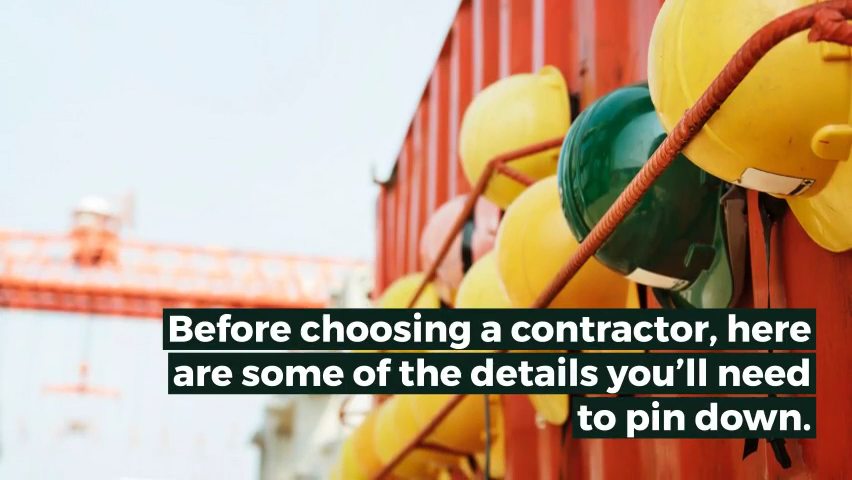 Before choosing a contractor, here
are some of the details you’ll need
to pin down.